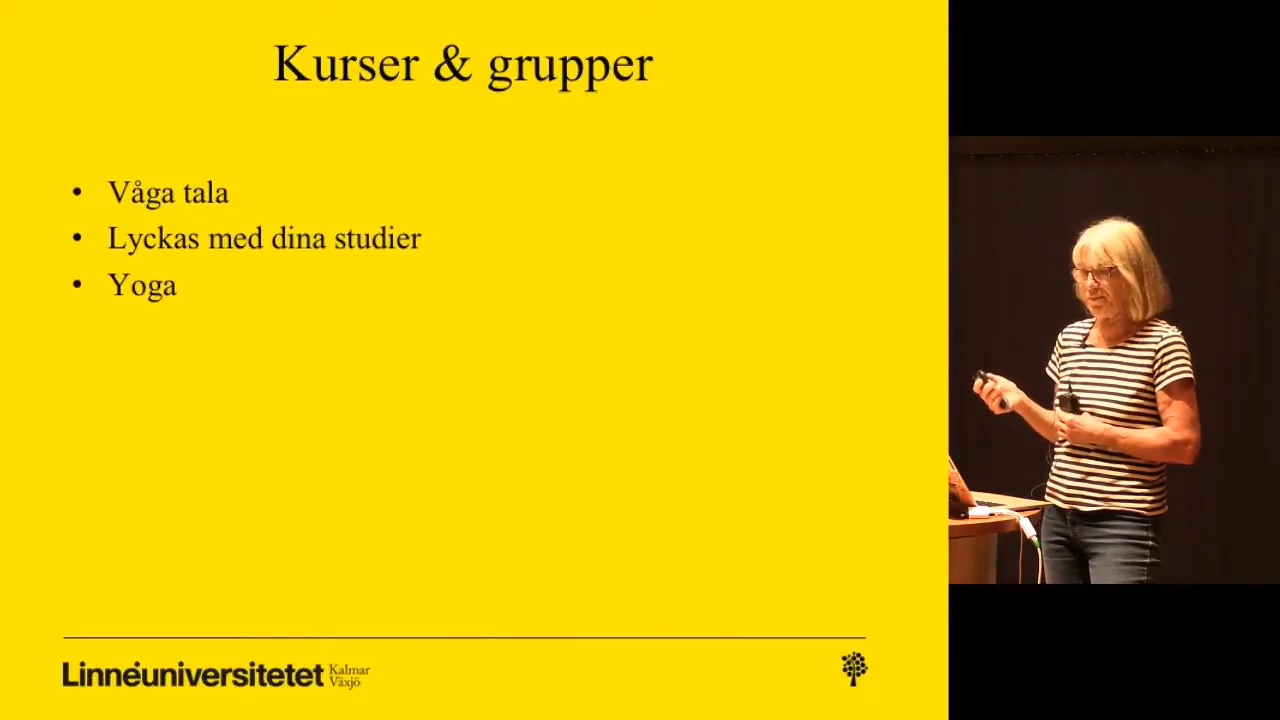 Kurser & grupper
• Våga tala
• Lyckas med dina studier
• Yoga
Linnéuniversitetet
Kalmar
Växjö